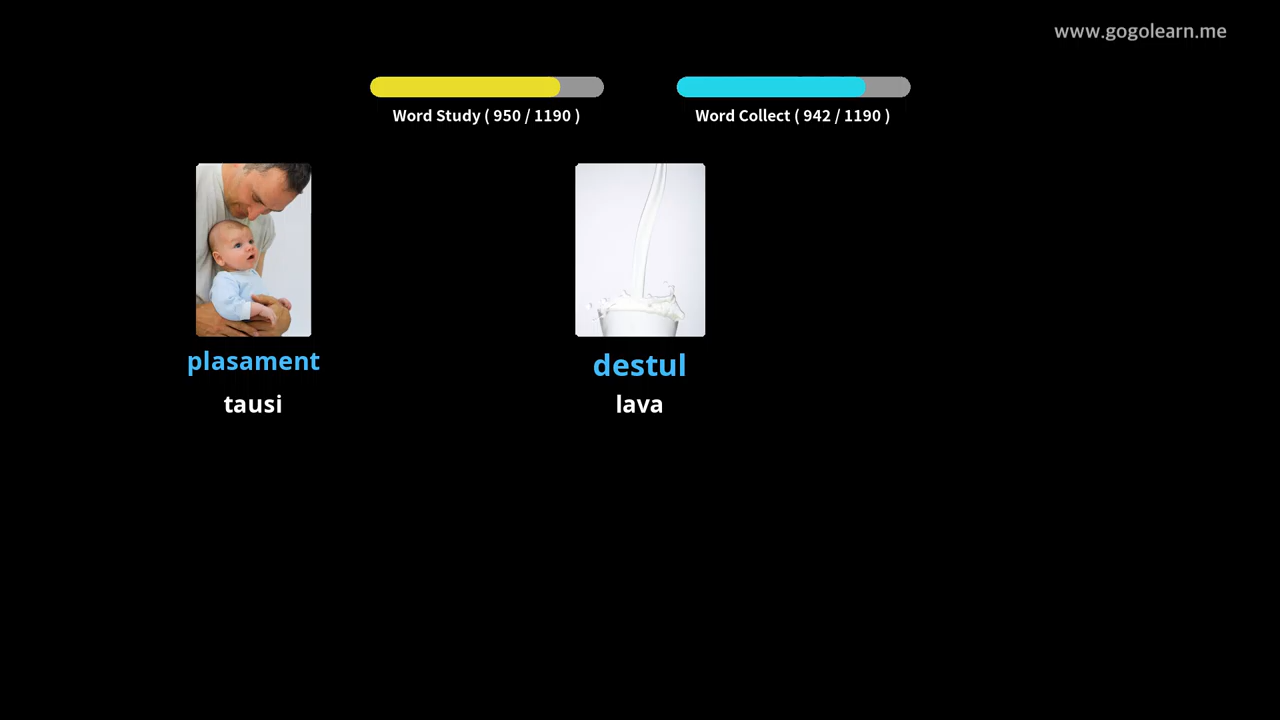 www.gogolearn.me
Word Study ( 950 / 1190 )
Word Collect ( 942 / 1190 )
plasament
tausi
destul
lava